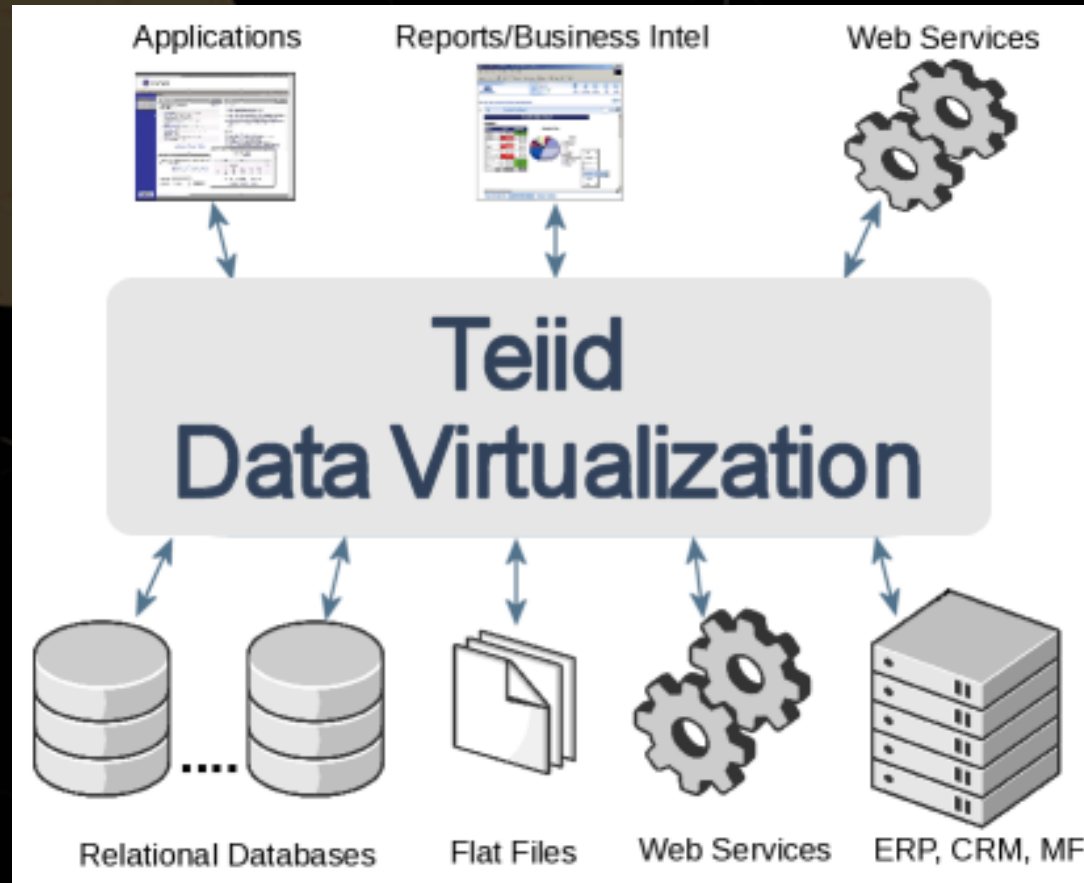 Applications
Reports/Business Intel
Web Services
Teiid
Data Virtualization
....
Relational Databases
Flat Files
Web Services
ERP, CRM, MF